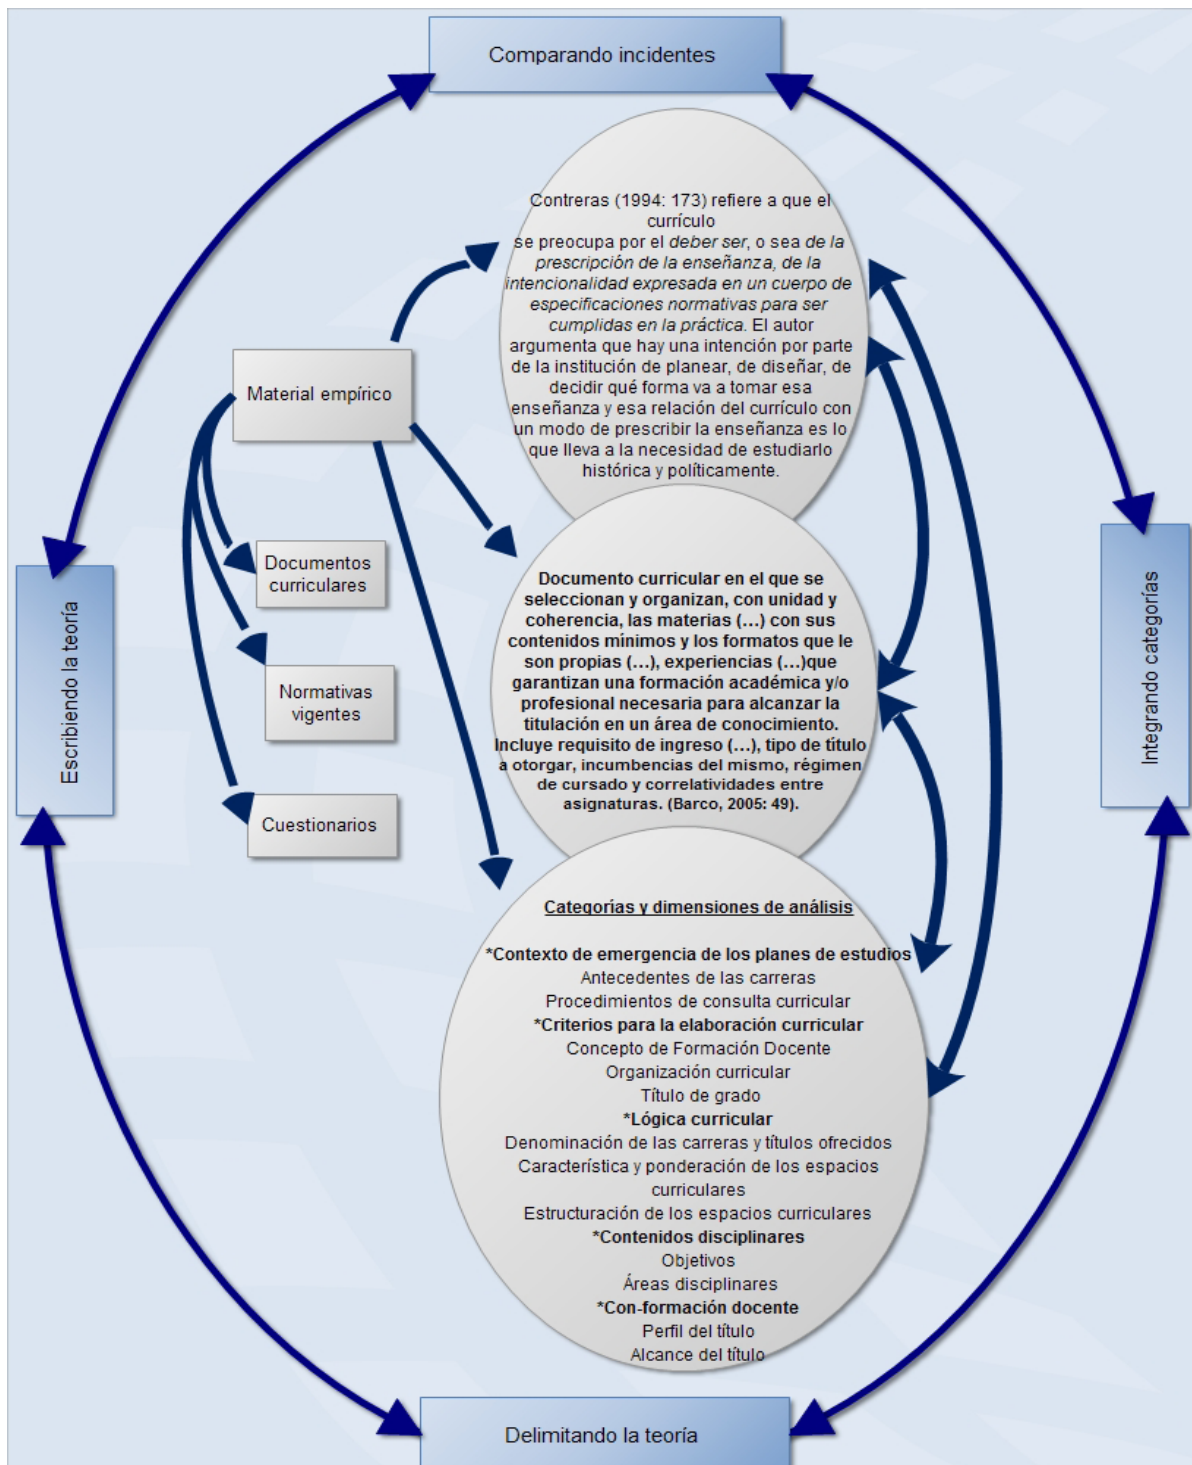 Comparando incidentes
Contreras (1994: 173) refiere a que el
currículo
se preocupa por el deber ser, o sea de la
prescripción de la enseñanza, de la
intencionalidad expresada en un cuerpo de
especificaciones normativas para ser
cumplidas en la práctica. El autor
argumenta que hay una intención por parte
de la institución de planear, de diseñar, de
decidir qué forma va a tomar esa
enseñanza y esa relación del currículo con
un modo de prescribir la enseñanza es lo
que lleva a la necesidad de estudiarlo
histórica y políticamente.
Material empírico
Documentos
curriculares
Normativas
vigentes
Cuestionarios
Escribiendo la teoría
Integrando categorías
Documento curricular en el que se
seleccionan y organizan, con unidad y
coherencia, las materias (...) con sus
contenidos mínimos y los formatos que le
son propias (...), experiencias (...)que
garantizan una formación académica y/o
profesional necesaria para alcanzar la
titulación en un área de conocimiento.
Incluye requisito de ingreso (...), tipo de título
a otorgar, incumbencias del mismo, régimen
de cursado y correlatividades entre
asignaturas. (Barco, 2005: 49).
Categorías y dimensiones de análisis
*Contexto de emergencia de los planes de estudios
Antecedentes de las carreras
Procedimientos de consulta curricular
*Criterios para la elaboración curricular
Concepto de Formación Docente
Organización curricular
Título de grado
*Lógica curricular
Denominación de las carreras y títulos ofrecidos
Característica y ponderación de los espacios
curriculares
Estructuración de los espacios curriculares
*Contenidos disciplinares
Objetivos
Áreas disciplinares
*Con-formación docente
Perfil del título
Alcance del título
Delimitando la teoría